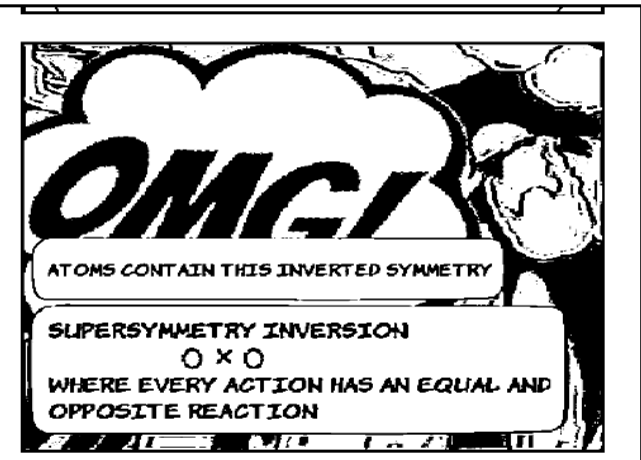 OMG!
ATOMS CONTAIN THIS INVERTED SYMMETRY
SUPERSYMMETRY INVERSION
O × O
WHERE EVERY ACTION HAS AN EQUAL AND
OPPOSITE REACTION